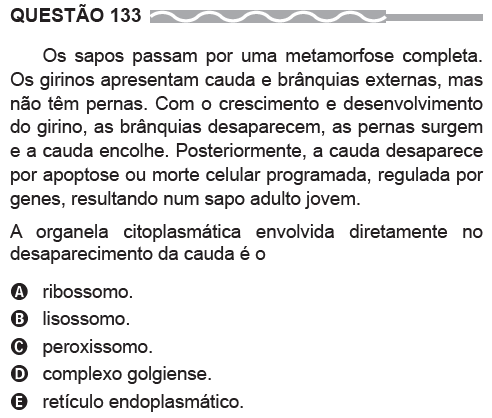 QUESTÃO 133
Os sapos passam por uma metamorfose completa.
Os girinos apresentam cauda e brânquias externas, mas
não têm pernas. Com o crescimento e desenvolvimento
do girino, as brânquias desaparecem, as pernas surgem
e a cauda encolhe. Posteriormente, a cauda desaparece
por apoptose ou morte celular programada, regulada por
genes, resultando num sapo adulto jovem.
A organela citoplasmática envolvida diretamente no
desaparecimento da cauda é o
A ribossomo.
B lisossomo.
C peroxissomo.
D complexo golgiense.
E retículo endoplasmático.